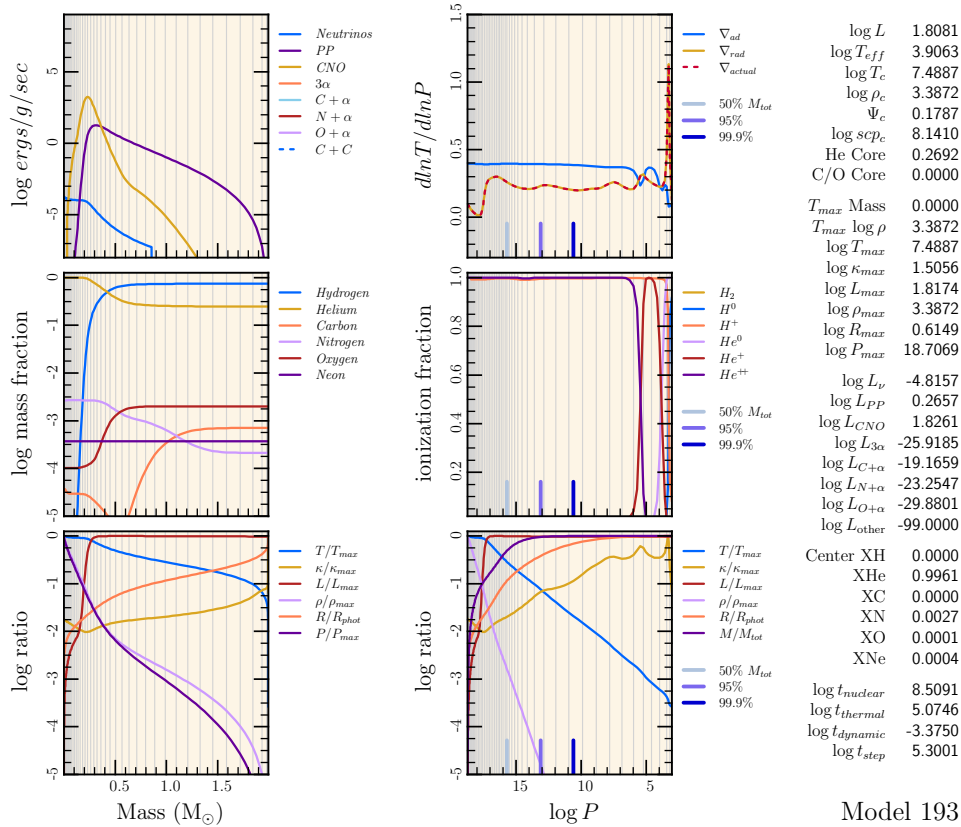 log ergs/g/sec
5
0
-5
Neutrinos
PP
CNO
3α
C + α
N + α
O + α
C + C
dlnT/dlnP
1.5
1.0
0.5
0.0
∇ad
∇rad
∇actual
50% Mtot
95%
99.9%
log mass fraction
0
-1
-2
-3
-4
-5
Hydrogen
Helium
Carbon
Nitrogen
Oxygen
Neon
ionization fraction
1.0
0.8
0.6
0.4
0.2
H2
H0
H+
He0
He+
He++
50% Mtot
95%
99.9%
log ratio
0
-1
-2
-3
-4
-5
0.5 1.0 1.5
Mass (M⊙)
T/Tmax
κ/κmax
L/Lmax
ρ/ρmax
R/Rphot
P/Pmax
log ratio
0
-1
-2
-3
-4
-5
15 10 5
log P
T/Tmax
κ/κmax
L/Lmax
ρ/ρmax
R/Rphot
M/Mtot
50% Mtot
95%
99.9%
log L 1.8081
log Teff 3.9063
log Tc 7.4887
log ρc 3.3872
Ψc 0.1787
log scpc 8.1410
He Core 0.2692
C/O Core 0.0000
Tmax Mass 0.0000
Tmax log ρ 3.3872
log Tmax 7.4887
log κmax 1.5056
log Lmax 1.8174
log ρmax 3.3872
log Rmax 0.6149
log Pmax 18.7069
log Lν -4.8157
log LPP 0.2657
log LCNO 1.8261
log L3α -25.9185
log LC+α -19.1659
log LN+α -23.2547
log LO+α -29.8801
log Lother -99.0000
Center XH 0.0000
XHe 0.9961
XC 0.0000
XN 0.0027
XO 0.0001
XNe 0.0004
log tnuclear 8.5091
log tthermal 5.0746
log tdynamic -3.3750
log tstep 5.3001
Model 193